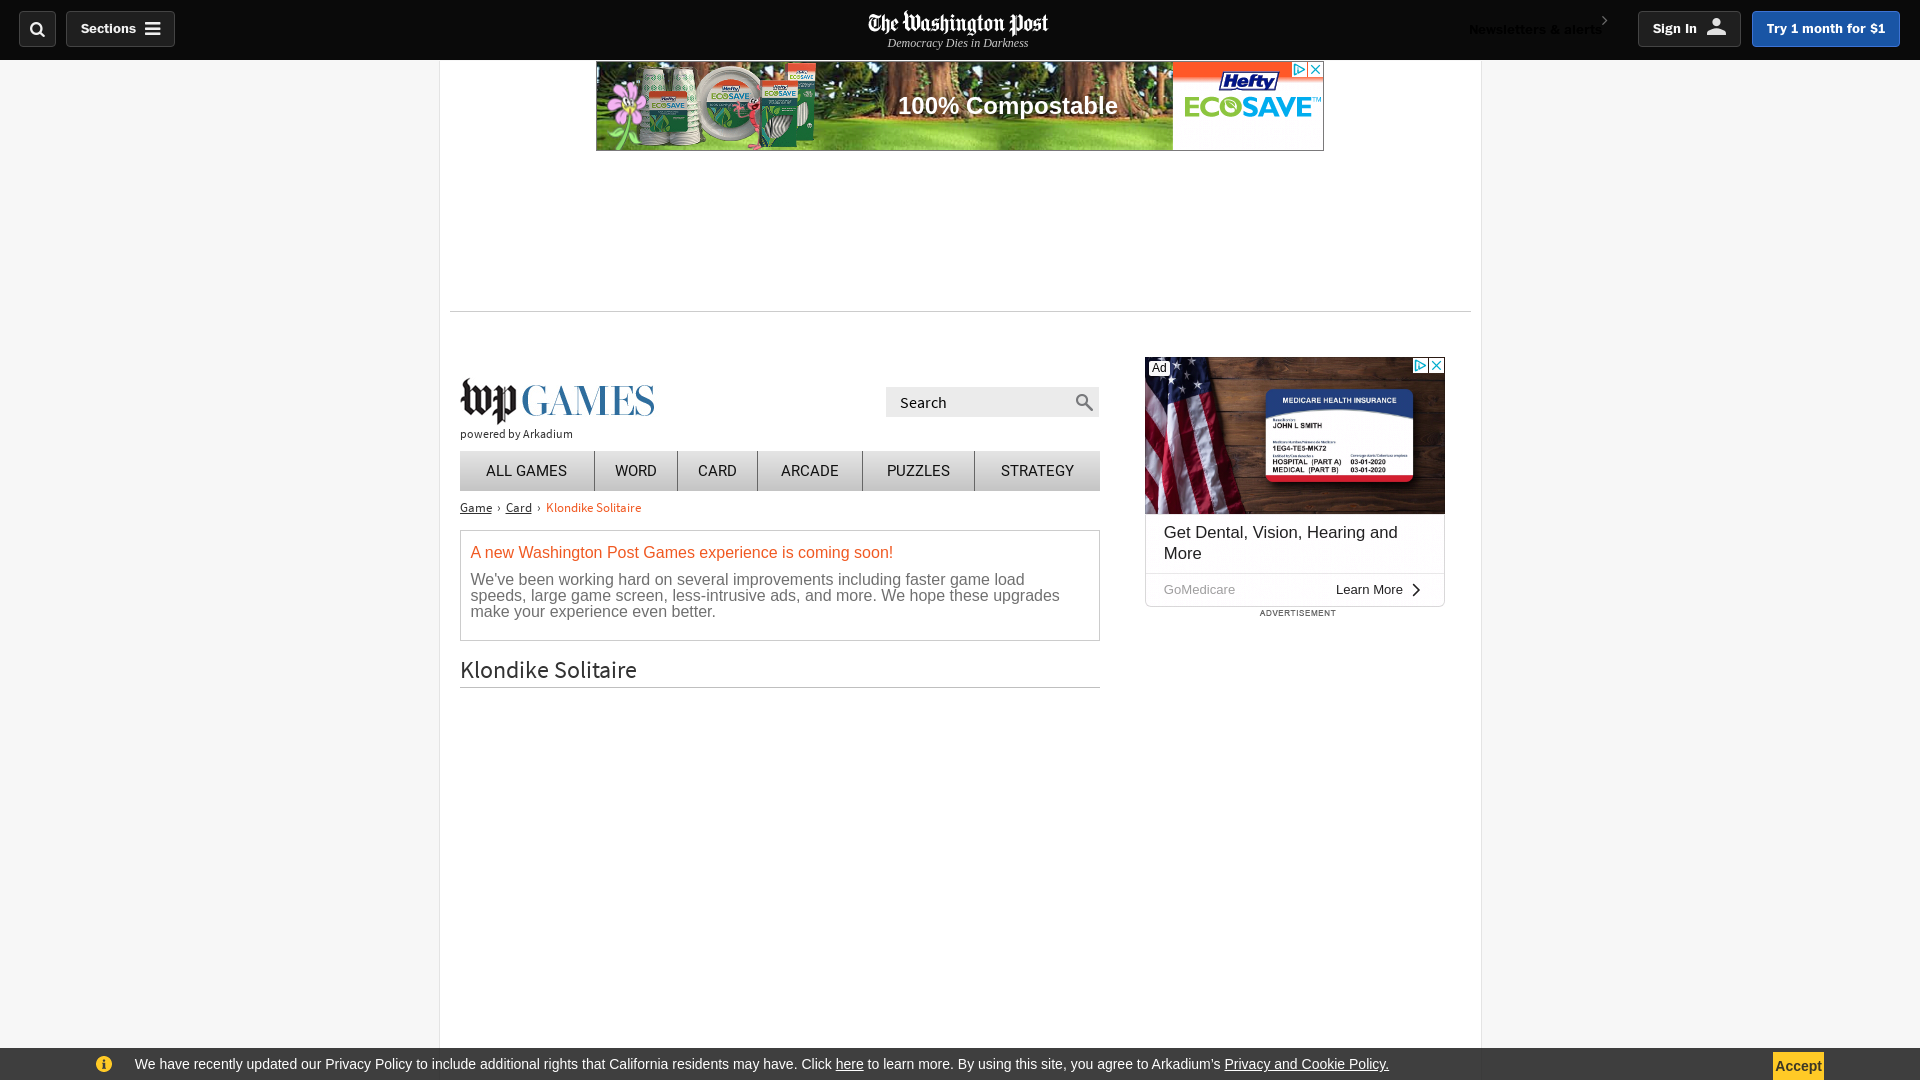 Sections
The Washington Post
Democracy Dies in Darkness
Newsletters & alerts
Sign In
Try 1 month for $1
Hefty
ECOSAVE
100% Compostable
Hefty
ECOSAVE™
Ad
MEDICARE HEALTH INSURANCE
JOHN L SMITH
1EG4-TE5-MK72
HOSPITAL (PART A) 03-01-2020
MEDICAL (PART B) 03-01-2020
wp GAMES
Search
powered by Arkadium
ALL GAMES WORD CARD ARCADE PUZZLES STRATEGY
Game › Card › Klondike Solitaire
A new Washington Post Games experience is coming soon!
We've been working hard on several improvements including faster game load
speeds, large game screen, less-intrusive ads, and more. We hope these upgrades
make your experience even better.
Get Dental, Vision, Hearing and
More
GoMedicare
Learn More
ADVERTISEMENT
Klondike Solitaire
We have recently updated our Privacy Policy to include additional rights that California residents may have. Click here to learn more. By using this site, you agree to Arkadium’s Privacy and Cookie Policy.
Accept